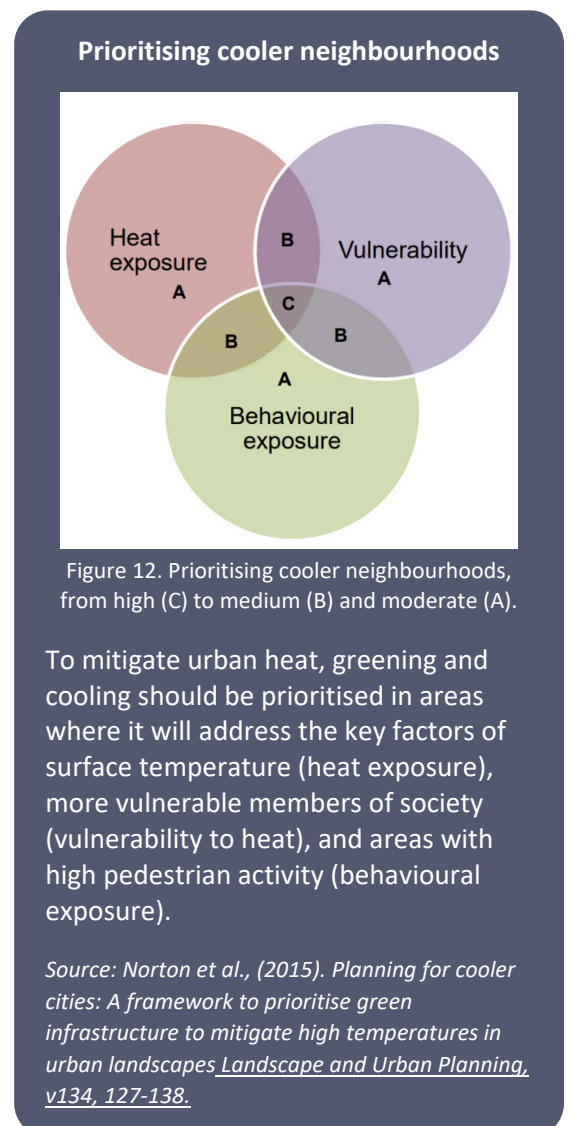 Prioritising cooler neighbourhoods
Heat
exposure
A
B
Vulnerability
A
C
B
B
A
Behavioural
exposure
Figure 12. Prioritising cooler neighbourhoods,
from high (C) to medium (B) and moderate (A).
To mitigate urban heat, greening and
cooling should be prioritised in areas
where it will address the key factors of
surface temperature (heat exposure),
more vulnerable members of society
(vulnerability to heat), and areas with
high pedestrian activity (behavioural
exposure).
Source: Norton et al., (2015). Planning for cooler
cities: A framework to prioritise green
infrastructure to mitigate high temperatures in
urban landscapes Landscape and Urban Planning,
v134, 127-138.